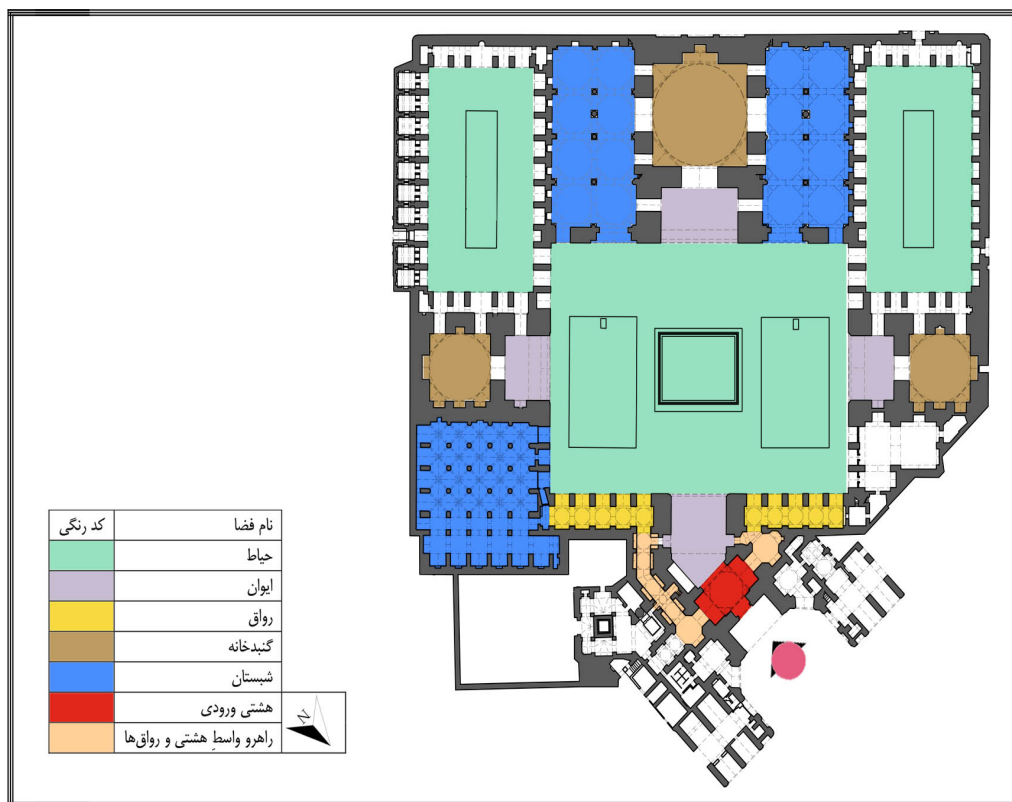 نام فضا کد رنگی
حیاط
ایوان
رواق
گنبدخانه
شبستان
هشتی ورودی
راهرو واسطِ هشتی و رواق‌ها
N